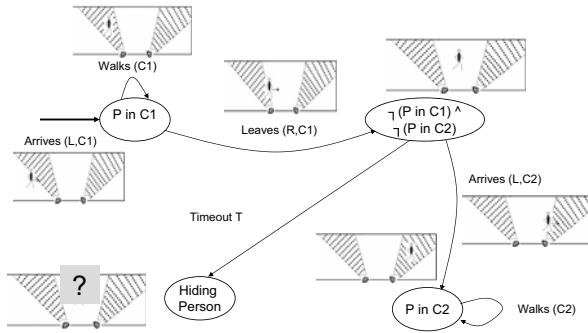 Walks (C1)
P in C1
Arrives (L,C1)
Leaves (R,C1)
┐(P in C1) ^
┐(P in C2)
Arrives (L,C2)
Timeout T
?
Hiding
Person
P in C2
Walks (C2)